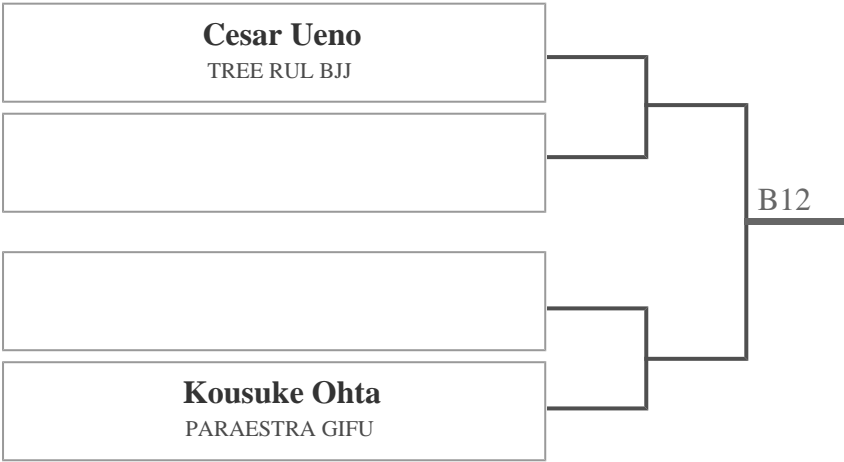 Cesar Ueno
TREE RUL BJJ
B12
Kousuke Ohta
PARAESTRA GIFU